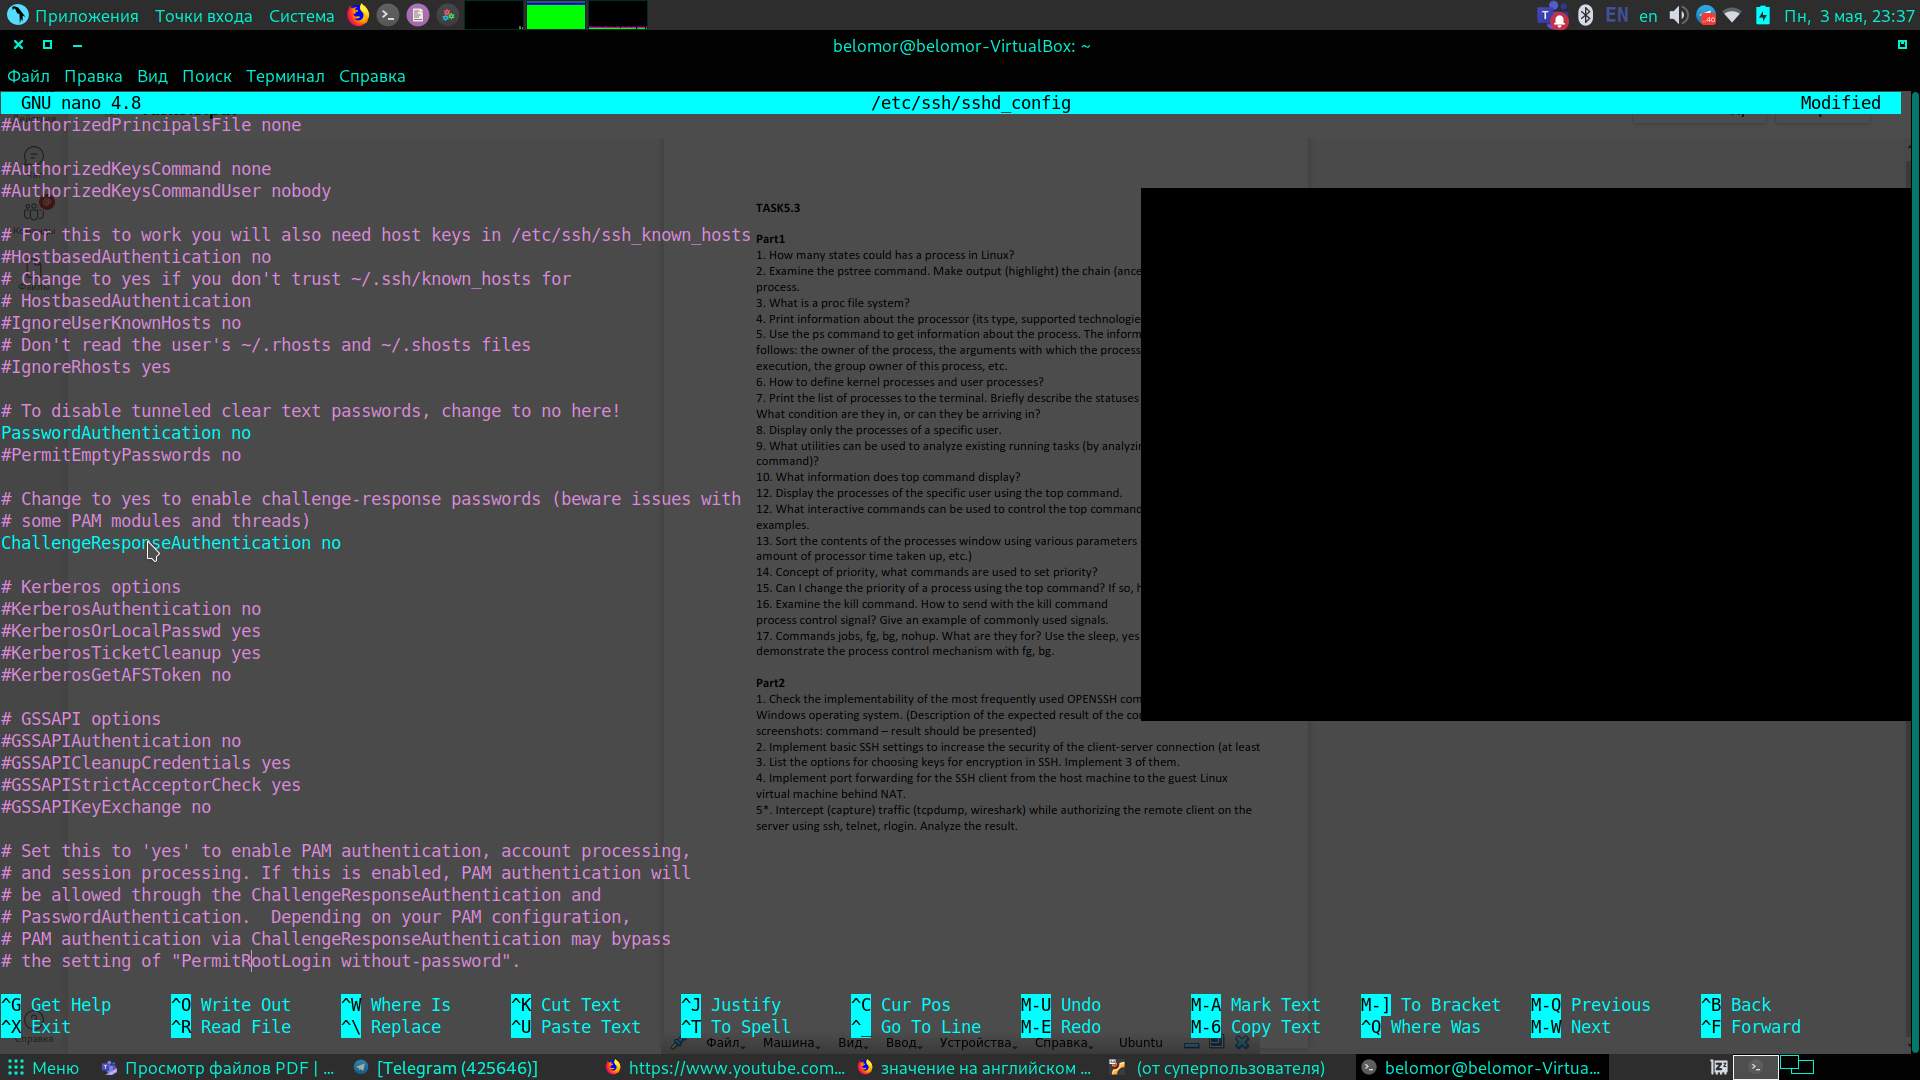 Приложения Точки входа Система EN en 46 Пн, 3 мая, 23:37
belomor@belomor-VirtualBox: ~
Файл Правка Вид Поиск Терминал Справка
GNU nano 4.8 /etc/ssh/sshd_config Modified
#AuthorizedPrincipalsFile none
#AuthorizedKeysCommand none
#AuthorizedKeysCommandUser nobody
# For this to work you will also need host keys in /etc/ssh/ssh_known_hosts
#HostbasedAuthentication no
# Change to yes if you don't trust ~/.ssh/known_hosts for
# HostbasedAuthentication
#IgnoreUserKnownHosts no
# Don't read the user's ~/.rhosts and ~/.shosts files
#IgnoreRhosts yes
# To disable tunneled clear text passwords, change to no here!
PasswordAuthentication no
#PermitEmptyPasswords no
# Change to yes to enable challenge-response passwords (beware issues with
# some PAM modules and threads)
ChallengeResponseAuthentication no
# Kerberos options
#KerberosAuthentication no
#KerberosOrLocalPasswd yes
#KerberosTicketCleanup yes
#KerberosGetAFSToken no
# GSSAPI options
#GSSAPIAuthentication no
#GSSAPICleanupCredentials yes
#GSSAPIStrictAcceptorCheck yes
#GSSAPIKeyExchange no
# Set this to 'yes' to enable PAM authentication, account processing,
# and session processing. If this is enabled, PAM authentication will
# be allowed through the ChallengeResponseAuthentication and
# PasswordAuthentication.  Depending on your PAM configuration,
# PAM authentication via ChallengeResponseAuthentication may bypass
# the setting of "PermitRootLogin without-password".
TASK5.3
Part1
1. How many states could has a process in Linux?
2. Examine the pstree command. Make output (highlight) the chain (ance
process.
3. What is a proc file system?
4. Print information about the processor (its type, supported technologie
5. Use the ps command to get information about the process. The inform
follows: the owner of the process, the arguments with which the process
execution, the group owner of this process, etc.
6. How to define kernel processes and user processes?
7. Print the list of processes to the terminal. Briefly describe the statuses
What condition are they in, or can they be arriving in?
8. Display only the processes of a specific user.
9. What utilities can be used to analyze existing running tasks (by analyzin
command)?
10. What information does top command display?
12. Display the processes of the specific user using the top command.
12. What interactive commands can be used to control the top command
examples.
13. Sort the contents of the processes window using various parameters
amount of processor time taken up, etc.)
14. Concept of priority, what commands are used to set priority?
15. Can I change the priority of a process using the top command? If so, h
16. Examine the kill command. How to send with the kill command
process control signal? Give an example of commonly used signals.
17. Commands jobs, fg, bg, nohup. What are they for? Use the sleep, yes
demonstrate the process control mechanism with fg, bg.
Part2
1. Check the implementability of the most frequently used OPENSSH com
Windows operating system. (Description of the expected result of the co
screenshots: command – result should be presented)
2. Implement basic SSH settings to increase the security of the client-server connection (at least
3. List the options for choosing keys for encryption in SSH. Implement 3 of them.
4. Implement port forwarding for the SSH client from the host machine to the guest Linux
virtual machine behind NAT.
5*. Intercept (capture) traffic (tcpdump, wireshark) while authorizing the remote client on the
server using ssh, telnet, rlogin. Analyze the result.
^G Get Help ^O Write Out ^W Where Is ^K Cut Text ^J Justify ^C Cur Pos M-U Undo M-A Mark Text M-] To Bracket M-Q Previous ^B Back
^X Exit ^R Read File ^\ Replace ^U Paste Text ^T To Spell ^_ Go To Line M-E Redo M-6 Copy Text ^Q Where Was M-W Next ^F Forward
Справка Файл Машина Вид Ввод Устройства Справка Ubuntu
Меню Просмотр файлов PDF | ... [Telegram (425646)] https://www.youtube.com... значение на английском ... (от суперпользователя) belomor@belomor-Virtua...